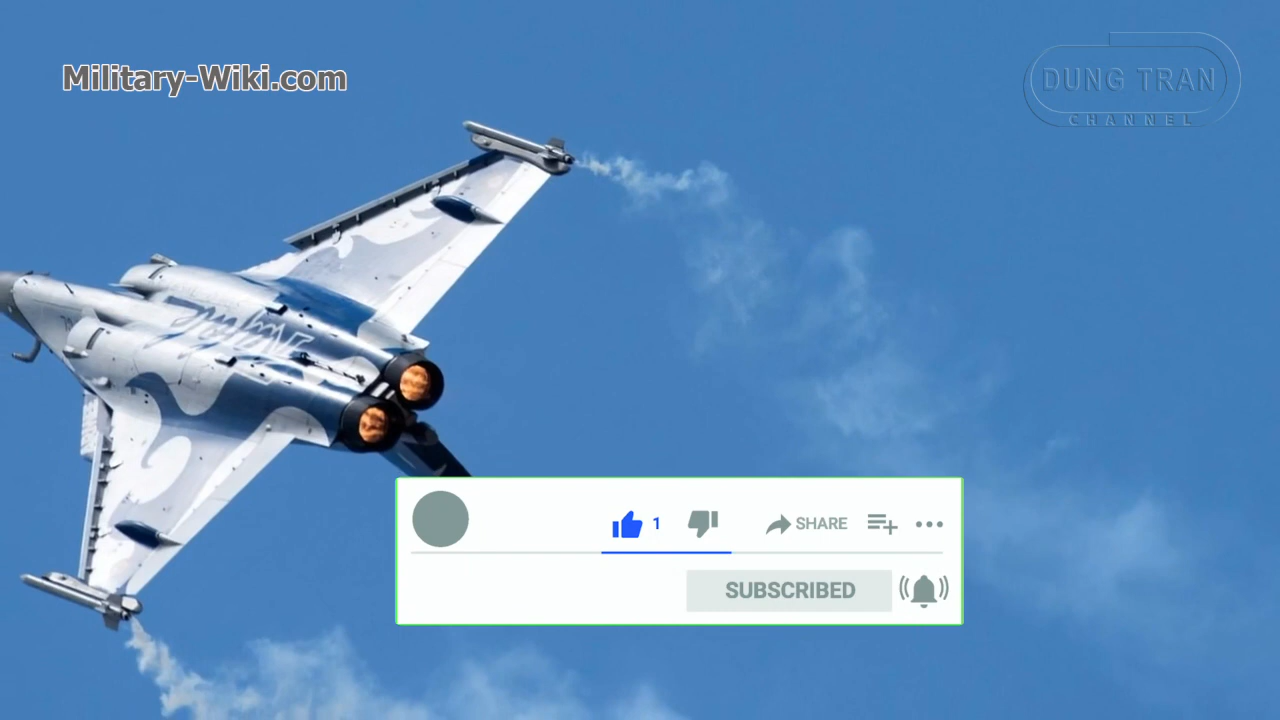 Military-Wiki.com
DUNG TRAN
CHANNEL
1
SHARE
SUBSCRIBED